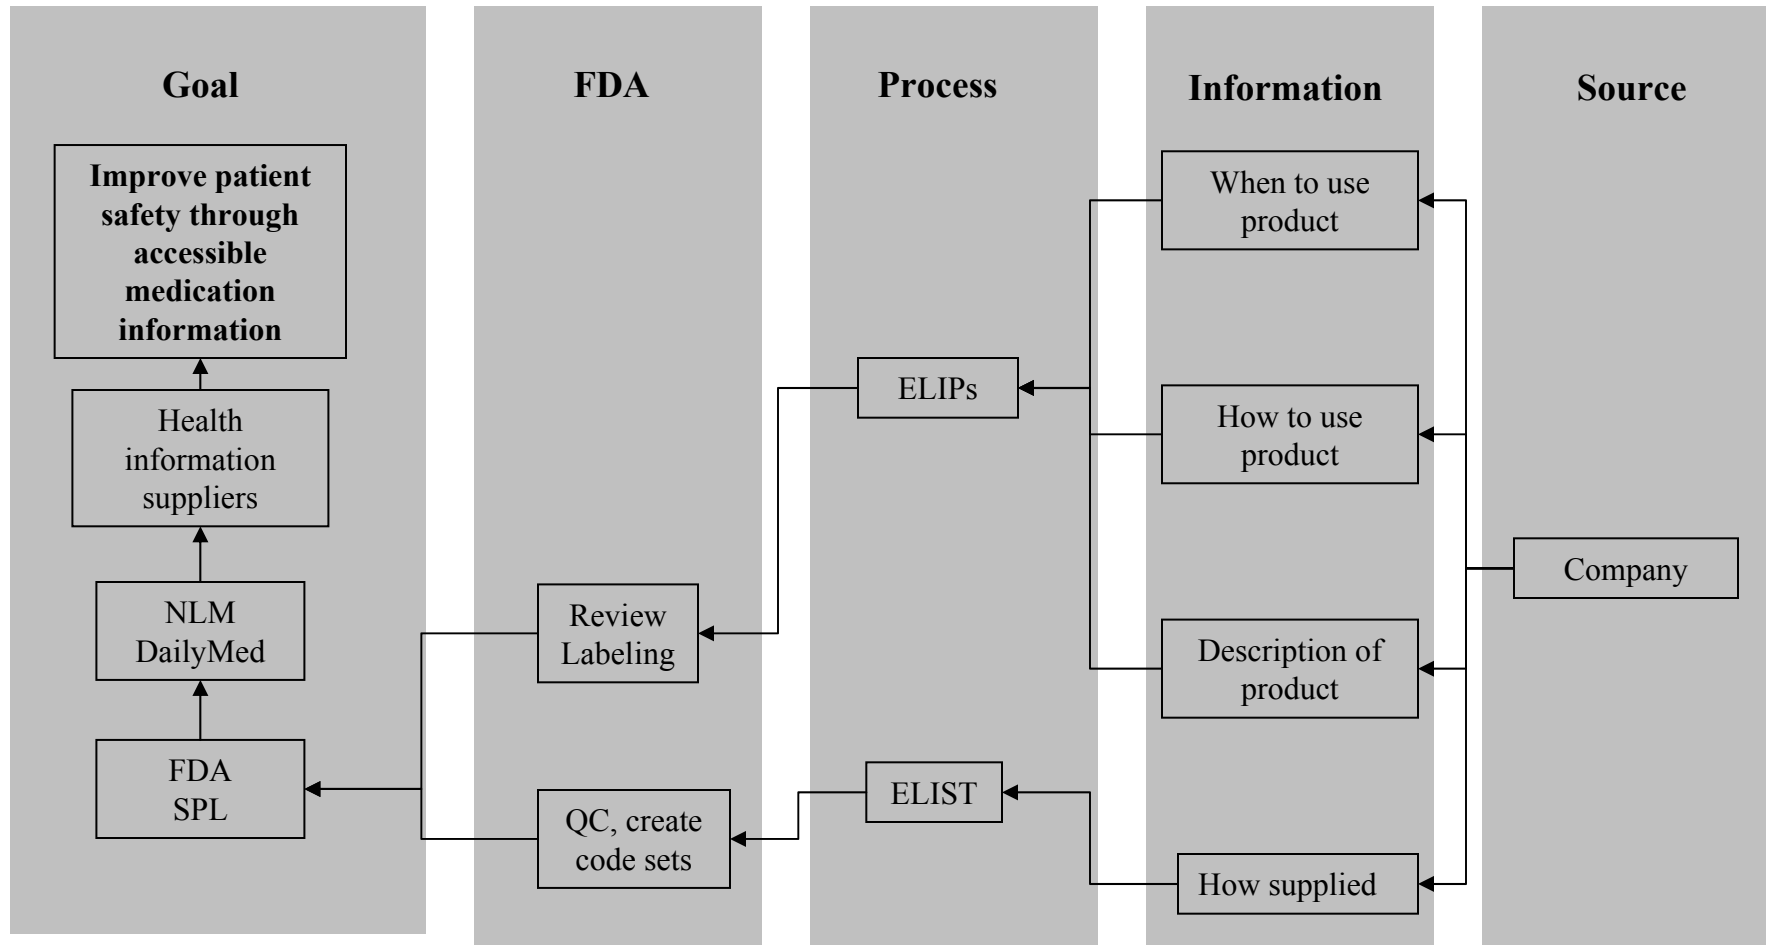 Goal
FDA
Process
Information
Source
Improve patient
safety through
accessible
medication
information
Health
information
suppliers
NLM
DailyMed
FDA
SPL
Review
Labeling
QC, create
code sets
ELIPs
ELIST
When to use
product
How to use
product
Description of
product
How supplied
Company